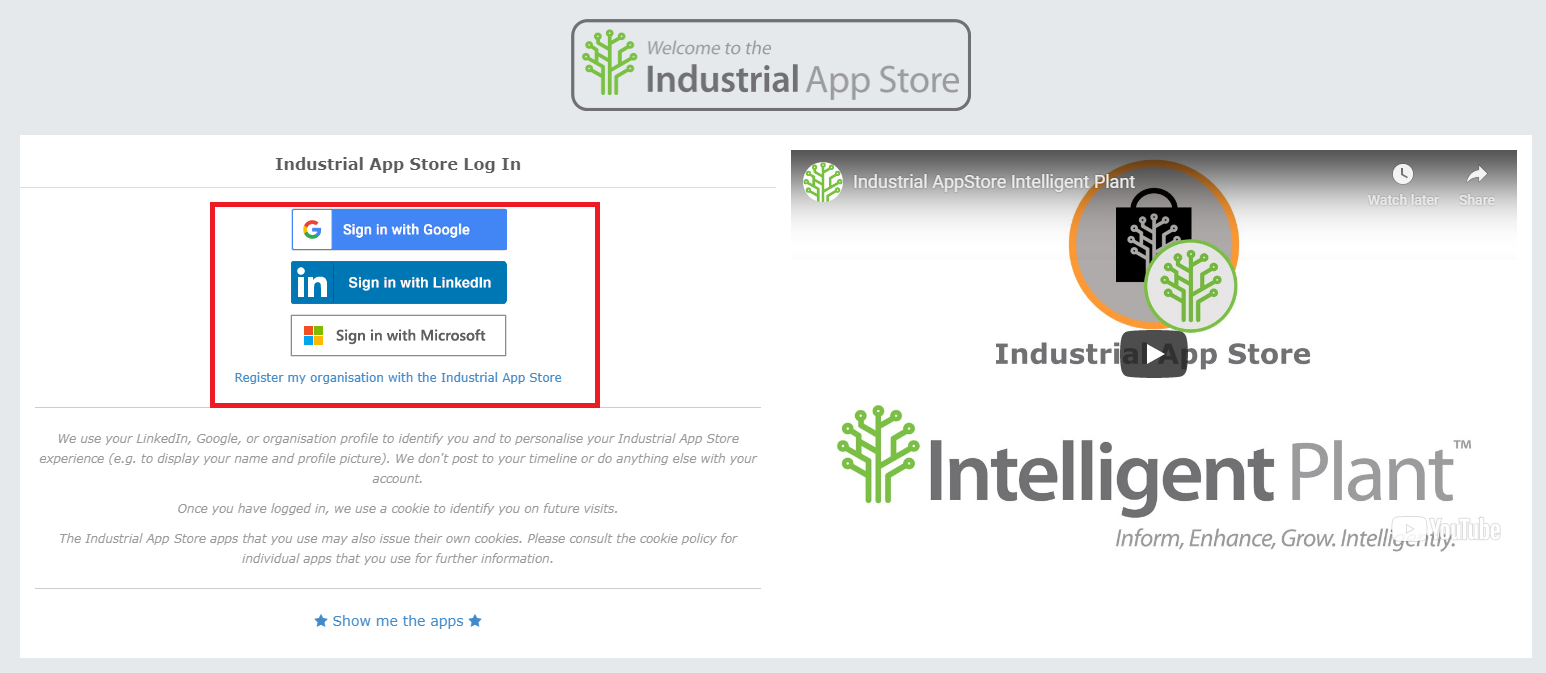 Welcome to the
Industrial App Store
Industrial App Store Log In
Sign in with Google
in Sign in with LinkedIn
Sign in with Microsoft
Register my organisation with the Industrial App Store
We use your LinkedIn, Google, or organisation profile to identify you and to personalise your Industrial App Store
experience (e.g. to display your name and profile picture). We don't post to your timeline or do anything else with your
account.
Once you have logged in, we use a cookie to identify you on future visits.
The Industrial App Store apps that you use may also issue their own cookies. Please consult the cookie policy for
individual apps that you use for further information.
Show me the apps
Industrial AppStore Intelligent Plant
Watch later
Share
Industrial App Store
Intelligent Plant™
YouTube
Inform, Enhance, Grow. Intelligently.